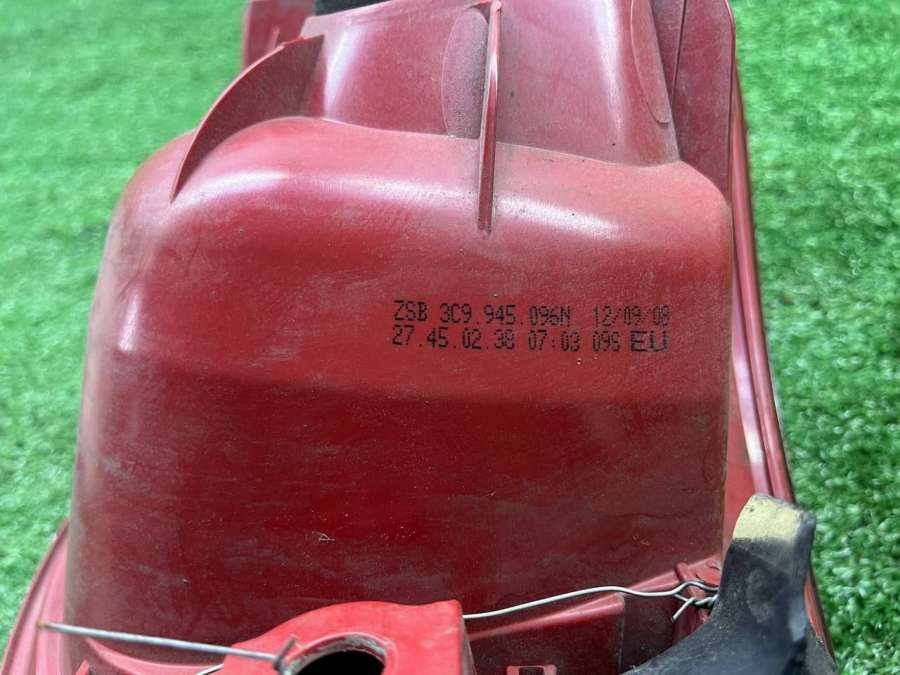 ZSB 3C9.945.096N 12/09/08
27.45.02.38 07:03 09S EU